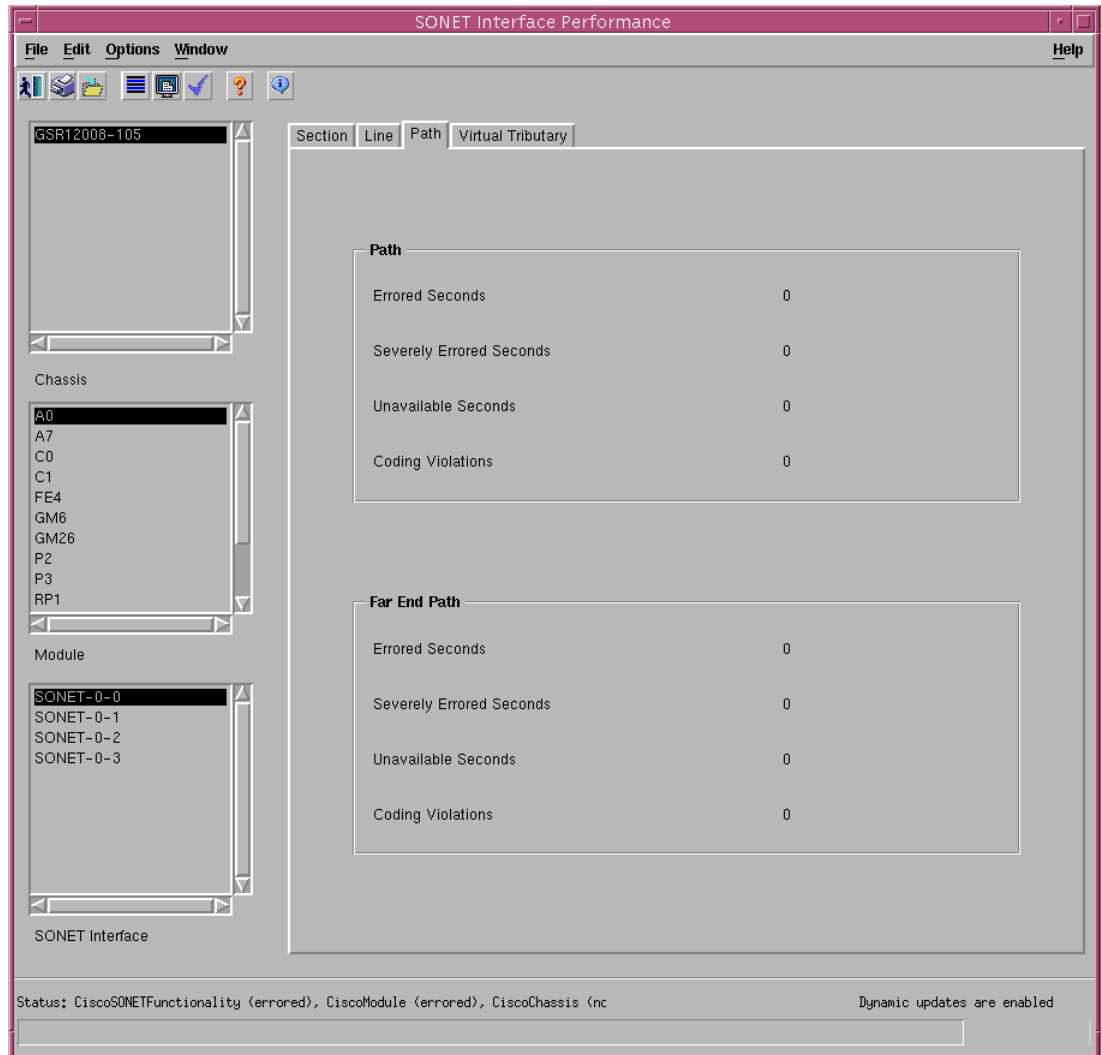 SONET Interface Performance
File Edit Options Window Help
GSR12008-105
Chassis
A0
A7
C0
C1
FE4
GM6
GM26
P2
P3
RP1
Module
SONET-0-0
SONET-0-1
SONET-0-2
SONET-0-3
SONET Interface
Section Line Path Virtual Tributary
Path
Errored Seconds 0
Severely Errored Seconds 0
Unavailable Seconds 0
Coding Violations 0
Far End Path
Errored Seconds 0
Severely Errored Seconds 0
Unavailable Seconds 0
Coding Violations 0
Status: CiscoSONETFunctionality (errored), CiscoModule (errored), CiscoChassis (nc
Dynamic updates are enabled